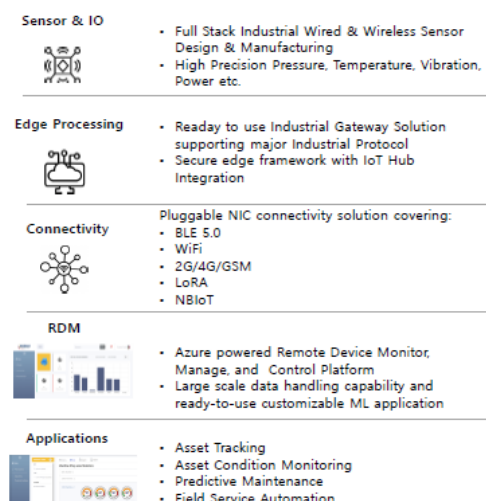 Sensor & IO
• Full Stack Industrial Wired & Wireless Sensor
Design & Manufacturing
• High Precision Pressure, Temperature, Vibration,
Power etc.
Edge Processing
• Readay to use Industrial Gateway Solution
supporting major Industrial Protocol
• Secure edge framework with IoT Hub
Integration
Connectivity
Pluggable NIC connectivity solution covering:
• BLE 5.0
• WiFi
• 2G/4G/GSM
• LoRA
• NBIoT
RDM
• Azure powered Remote Device Monitor,
Manage, and Control Platform
• Large scale data handling capability and
ready-to-use customizable ML application
Applications
• Asset Tracking
• Asset Condition Monitoring
• Predictive Maintenance
• Field Service Automation